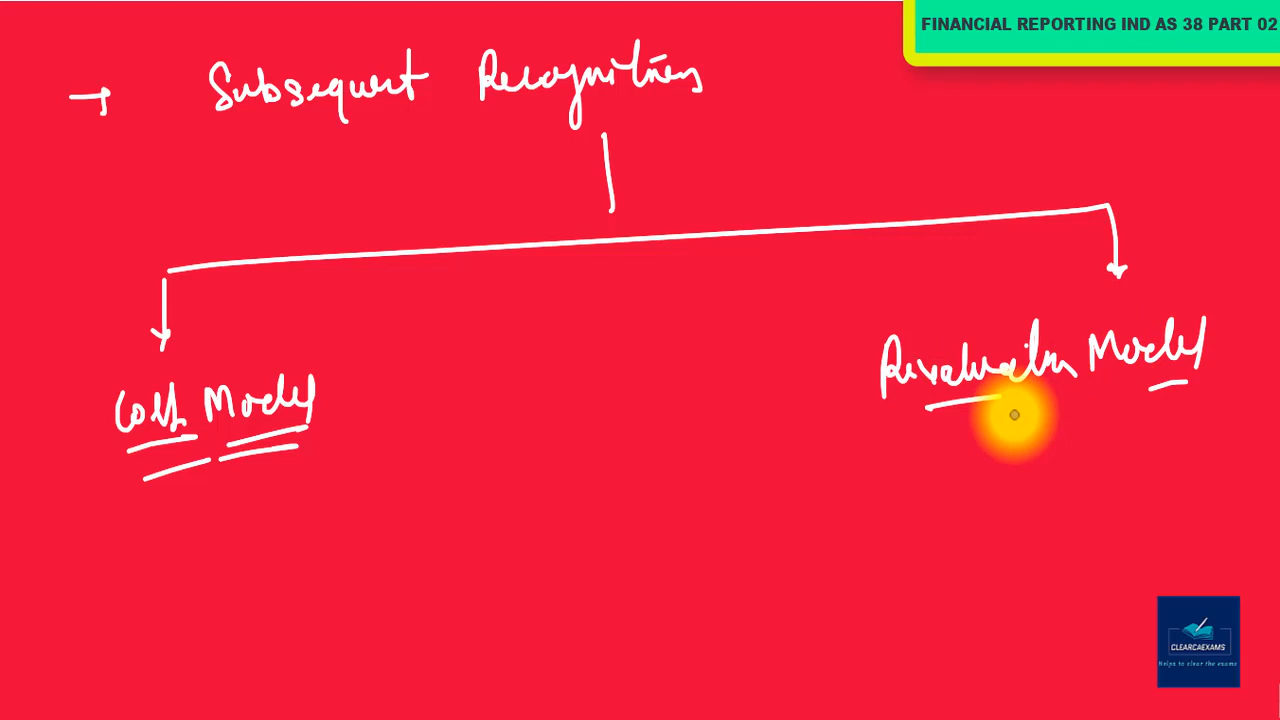 FINANCIAL REPORTING IND AS 38 PART 02
→ Subsequent Recognition
Cost Model
Revaluation Model
CLEARCAEXAMS
Helps to clear the exams